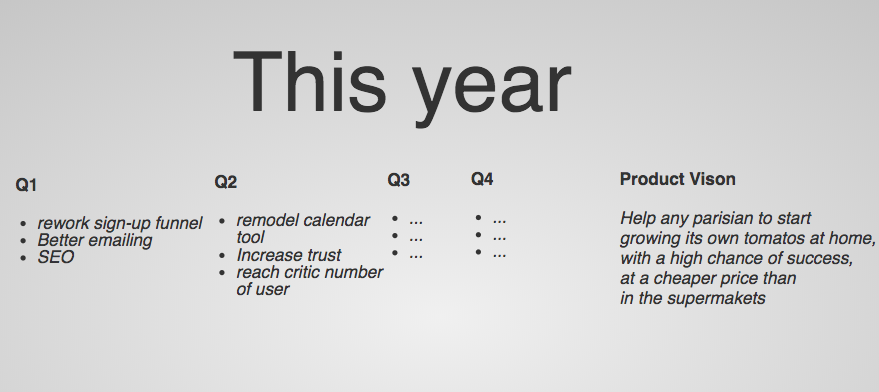 This year
Q1
• rework sign-up funnel
• Better emailing
• SEO
Q2
• remodel calendar
tool
• Increase trust
• reach critic number
of user
Q3
• ...
• ...
• ...
Q4
• ...
• ...
• ...
Product Vison
Help any parisian to start
growing its own tomatos at home,
with a high chance of success,
at a cheaper price than
in the supermakets